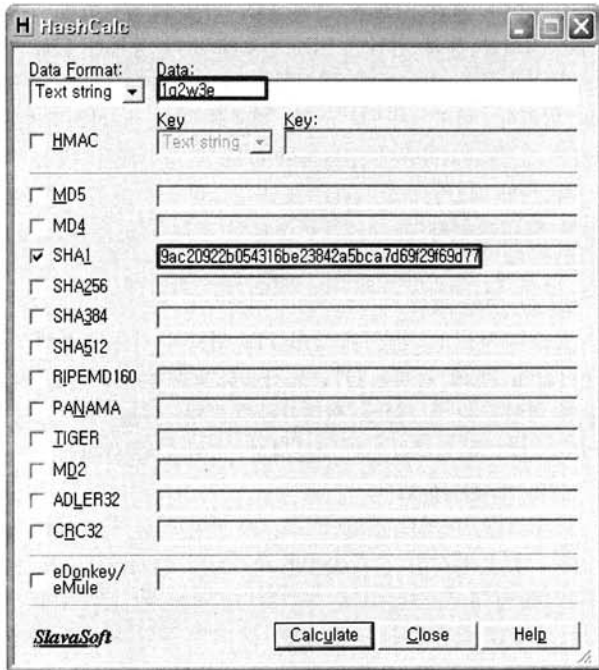 H HashCalc
Data Format: Data:
Text string 1q2w3e
HMAC Key Text string Key:
MD5
MD4
SHA1 9ac20922b054316be23842a5bca7d69f29f69d77
SHA256
SHA384
SHA512
RIPEMD160
PANAMA
TIGER
MD2
ADLER32
CRC32
eDonkey/
eMule
SlavaSoft Calculate Close Help